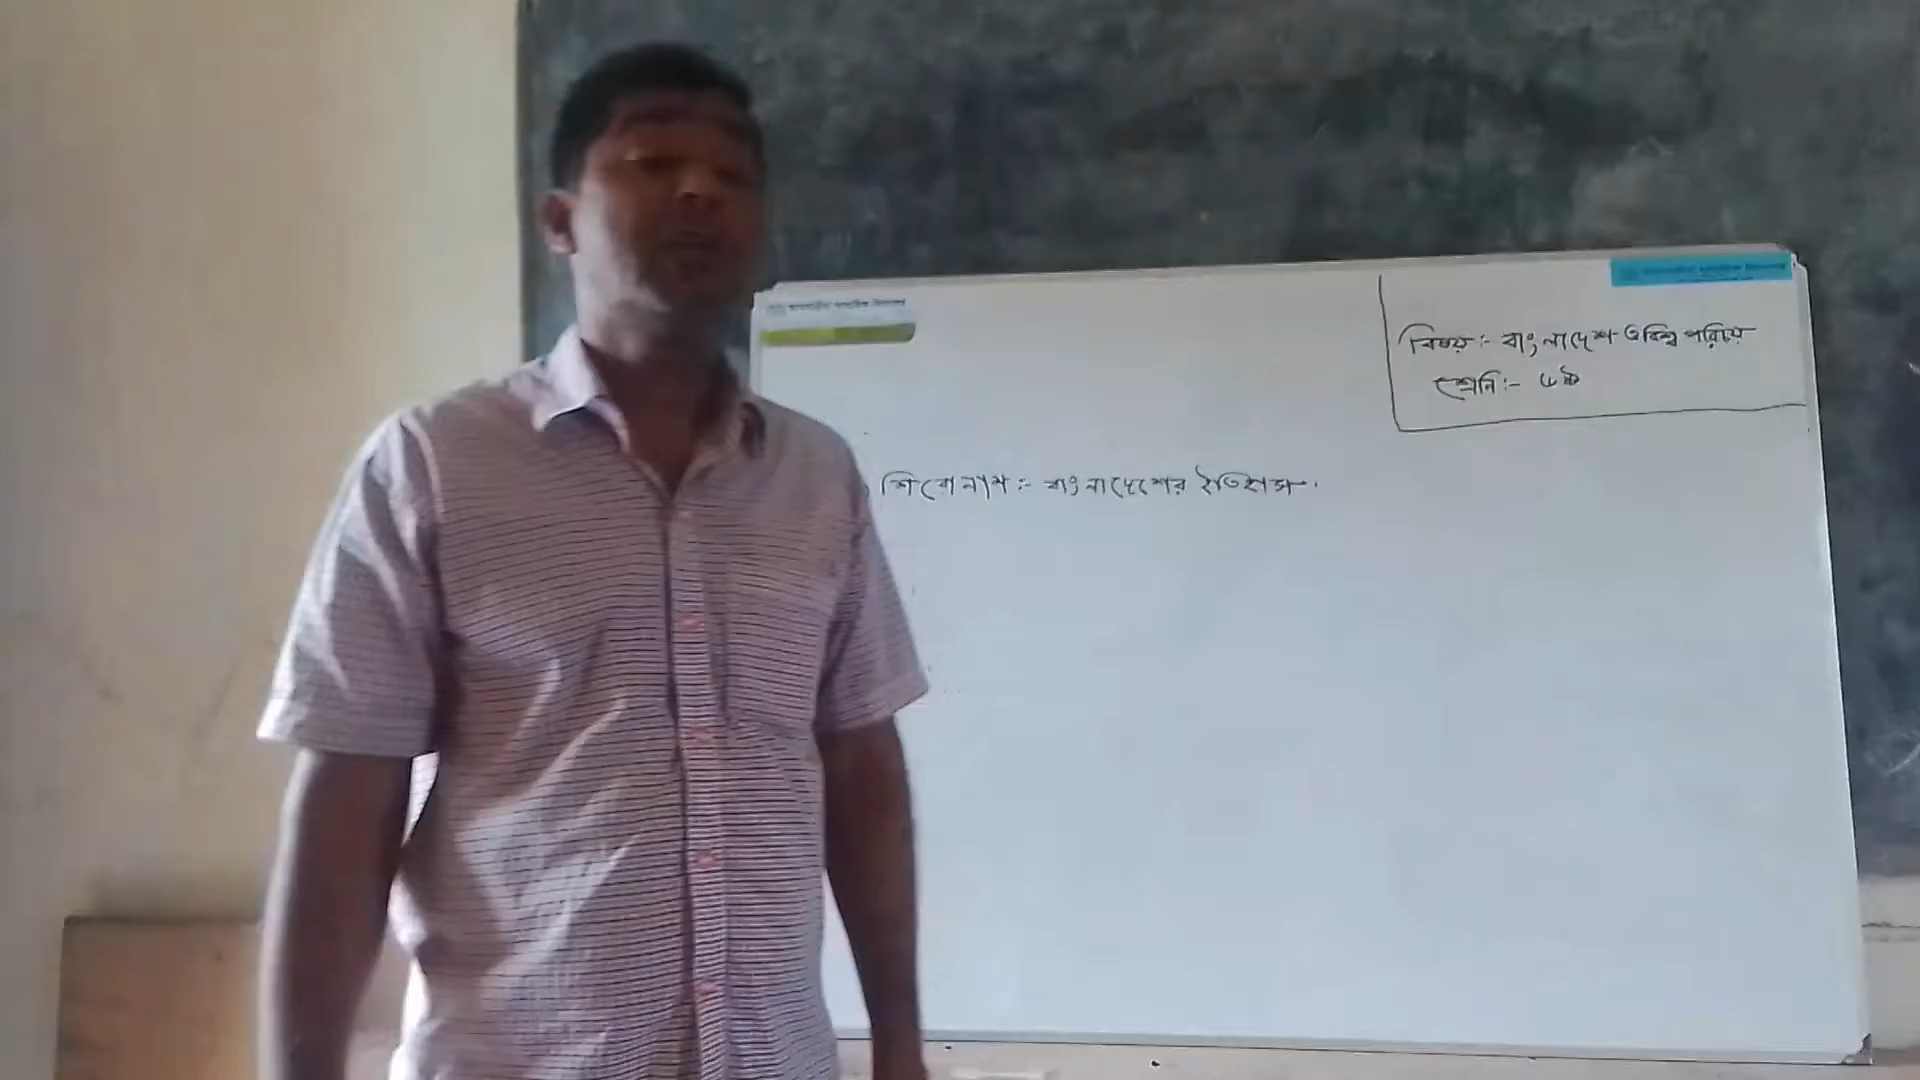 বিষয় :- বাংলাদেশ ও বিশ্ব পরিচয়
শ্রেনি :- ৬ষ্ঠ
শিরোনাম :- বাংলাদেশের ইতিহাস।